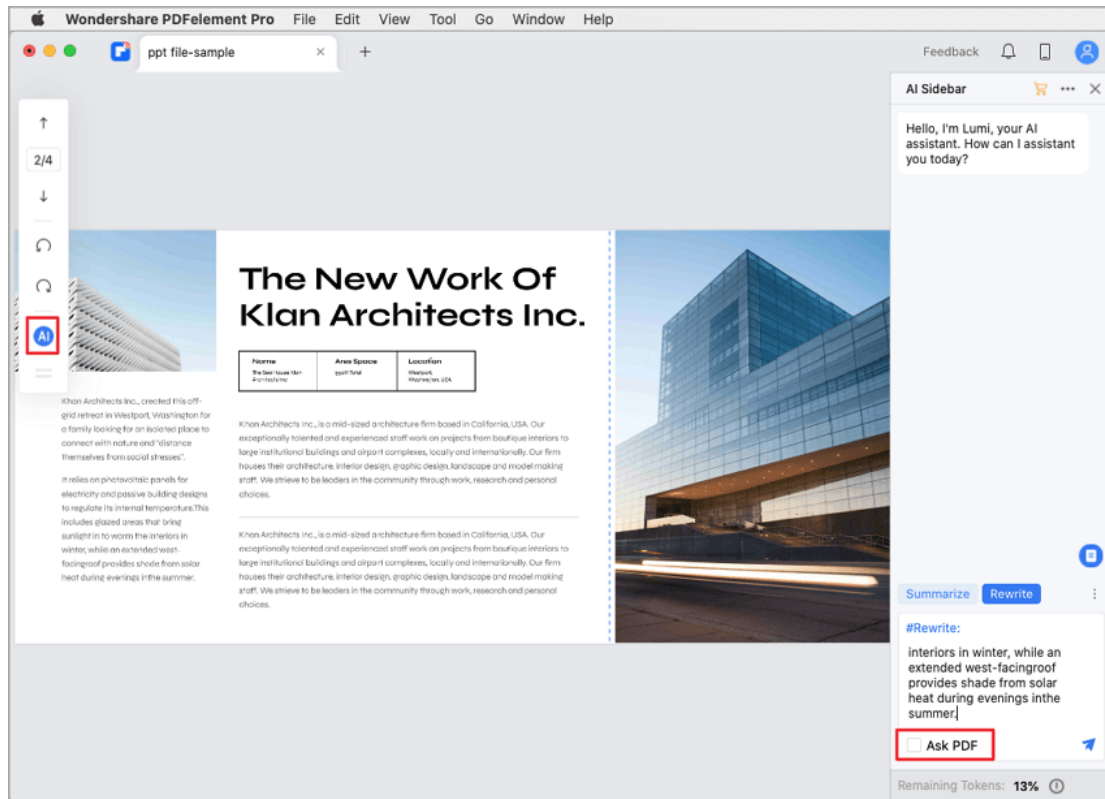 Wondershare PDFelement Pro File Edit View Tool Go Window Help
ppt file-sample × +
Feedback
2/4
AI
The New Work Of
Klan Architects Inc.
Name
Area Space
Location
The Sea House Klan
Architects Inc
Total
Westport,
Washington, USA
Khan Architects Inc., created this off-
grid retreat in Westport, Washington for
a family looking for an isolated place to
connect with nature and "distance
themselves from social stresses".
It relies on photovoltaic panels for
electricity and passive building designs
to regulate its internal temperature.This
includes glazed areas that bring
sunlight in to warm the interiors in
winter, while an extended west-
facingroof provides shade from solar
heat during evenings inthe summer.
Khan Architects Inc., is a mid-sized architecture firm based in California, USA. Our
exceptionally talented and experienced staff work on projects from boutique interiors to
large institutional buildings and airport complexes, locally and internationally. Our firm
houses their architecture, interior design, graphic design, landscape and model making
staff. We strieve to be leaders in the community through work, research and personal
choices.
Khan Architects Inc., is a mid-sized architecture firm based in California, USA. Our
exceptionally talented and experienced staff work on projects from boutique interiors to
large institutional buildings and airport complexes, locally and internationally. Our firm
houses their architecture, interior design, graphic design, landscape and model making
staff. We strieve to be leaders in the community through work, research and personal
choices.
AI Sidebar
Hello, I'm Lumi, your AI
assistant. How can I assistant
you today?
Summarize Rewrite
#Rewrite:
interiors in winter, while an
extended west-facingroof
provides shade from solar
heat during evenings inthe
summer.
Ask PDF
Remaining Tokens: 13%